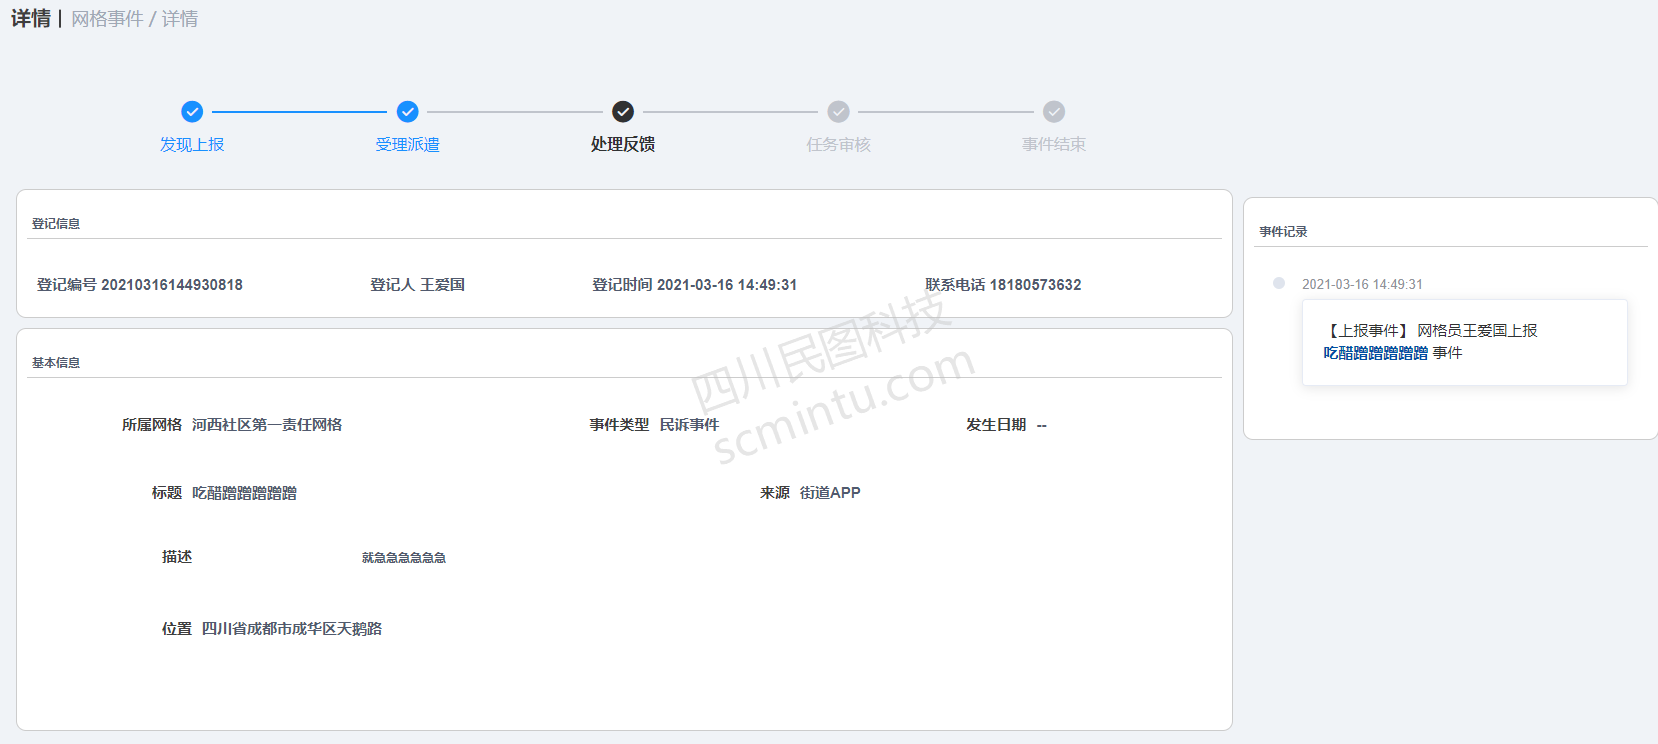 详情 | 网格事件 / 详情
发现上报
受理派遣
处理反馈
任务审核
事件结束
登记信息
登记编号 20210316144930818
登记人 王爱国
登记时间 2021-03-16 14:49:31
联系电话 18180573632
基本信息
所属网格 河西社区第一责任网格
事件类型 民诉事件
发生日期 --
标题 吃醋蹭蹭蹭蹭蹭
来源 街道APP
描述 就急急急急急急
位置 四川省成都市成华区天鹅路
事件记录
2021-03-16 14:49:31
【上报事件】 网格员王爱国上报
吃醋蹭蹭蹭蹭蹭 事件
四川民图科技
scmintu.com